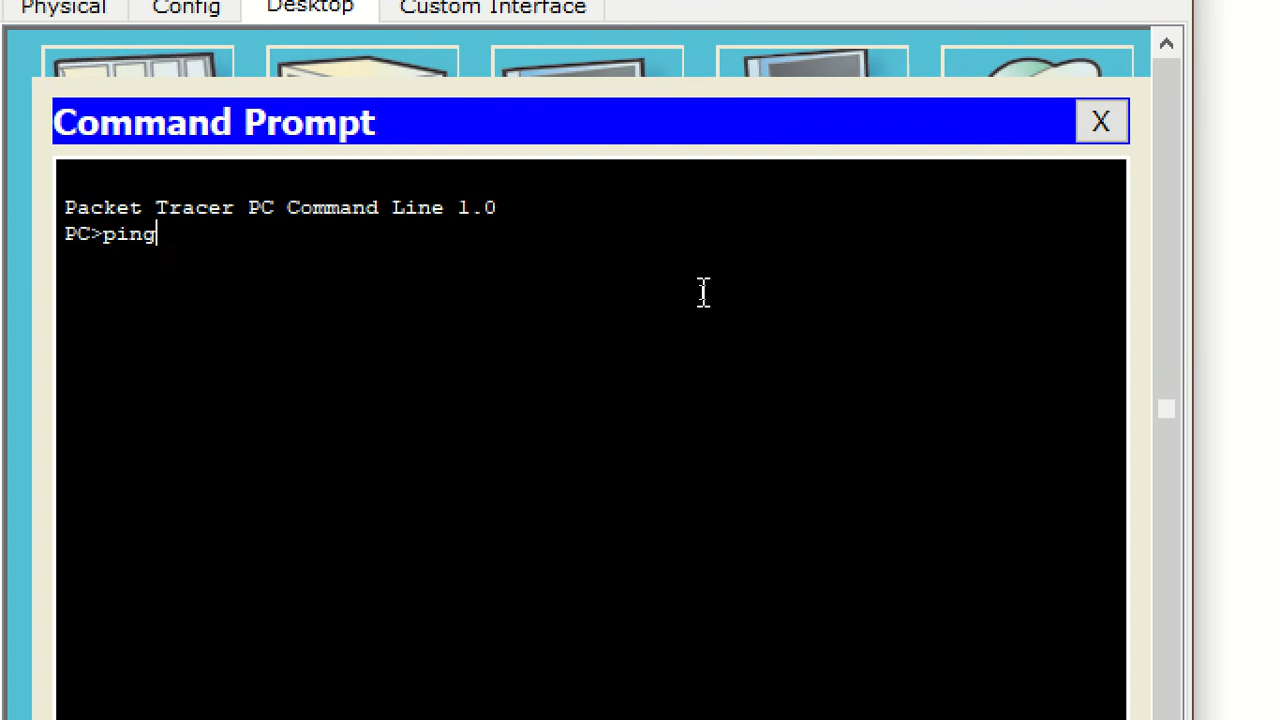 Physical Config Desktop Custom Interface
Command Prompt X
Packet Tracer PC Command Line 1.0
PC>ping